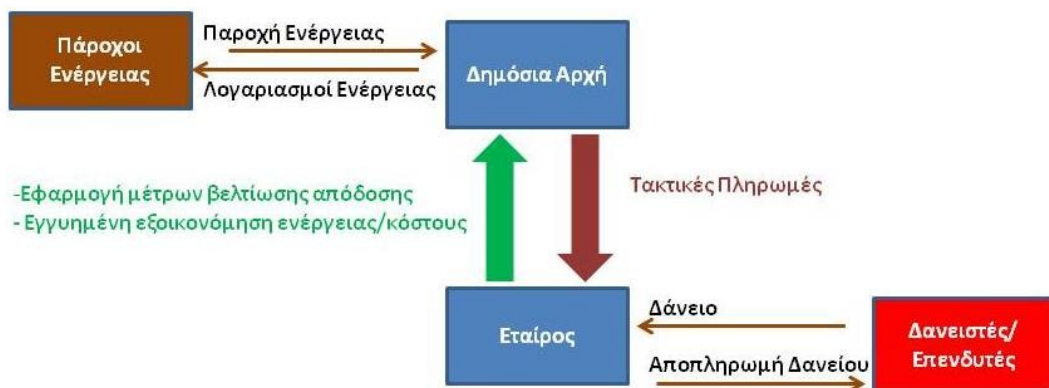 Πάροχοι
Ενέργειας
Παροχή Ενέργειας
Λογαριασμοί Ενέργειας
Δημόσια Αρχή
-Εφαρμογή μέτρων βελτίωσης απόδοσης
- Εγγυημένη εξοικονόμηση ενέργειας/κόστους
Τακτικές Πληρωμές
Εταίρος
Δάνειο
Αποπληρωμή Δανείου
Δανειστές/
Επενδυτές